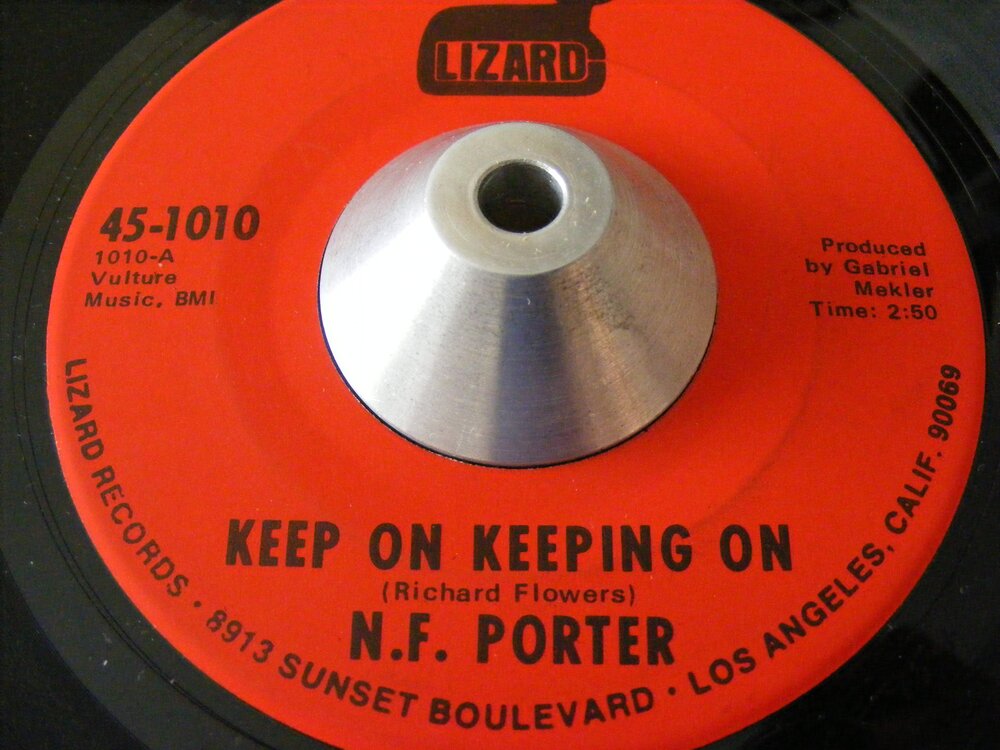 LIZARD
45-1010
1010-A
Vulture
Music, BMI
Produced
by Gabriel
Mekler
Time: 2:50
KEEP ON KEEPING ON
(Richard Flowers)
N.F. PORTER
LIZARD RECORDS · 8913 SUNSET BOULEVARD · LOS ANGELES, CALIF. 90069